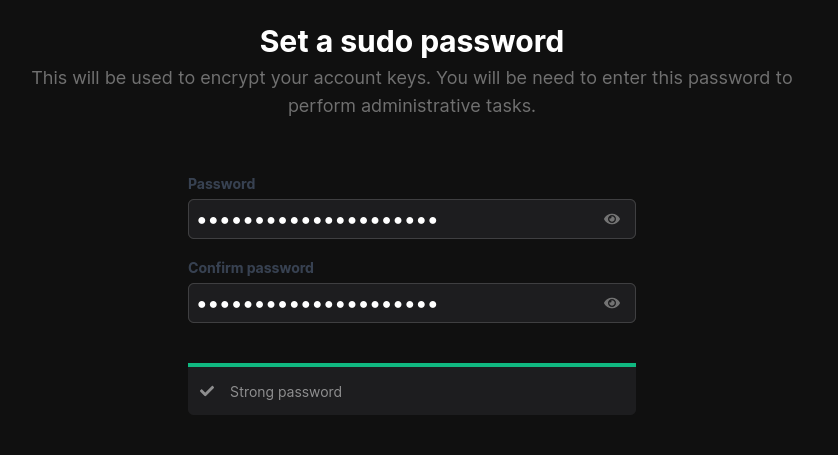 Set a sudo password
This will be used to encrypt your account keys. You will be need to enter this password to
perform administrative tasks.
Password
●●●●●●●●●●●●●●●●●●●●●
Confirm password
●●●●●●●●●●●●●●●●●●●●●
Strong password